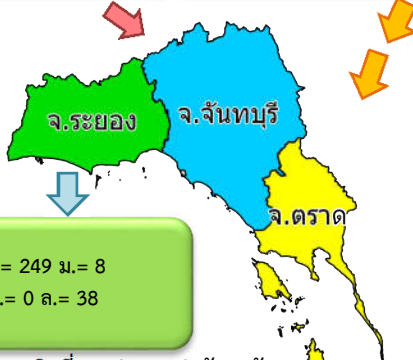 จ.ระยอง
จ.จันทบุรี
จ.ตราด
= 249 ม.= 8
.= 0 ล.= 38